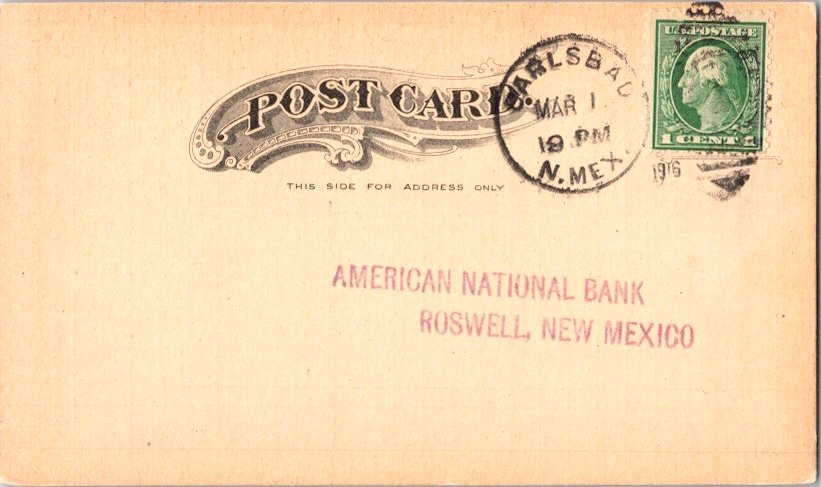 POST CARD.
THIS SIDE FOR ADDRESS ONLY
CARLSBAD
MAR 1
PM
N. MEX.
1916
U.S. POSTAGE
1 CENT 1
AMERICAN NATIONAL BANK
ROSWELL, NEW MEXICO